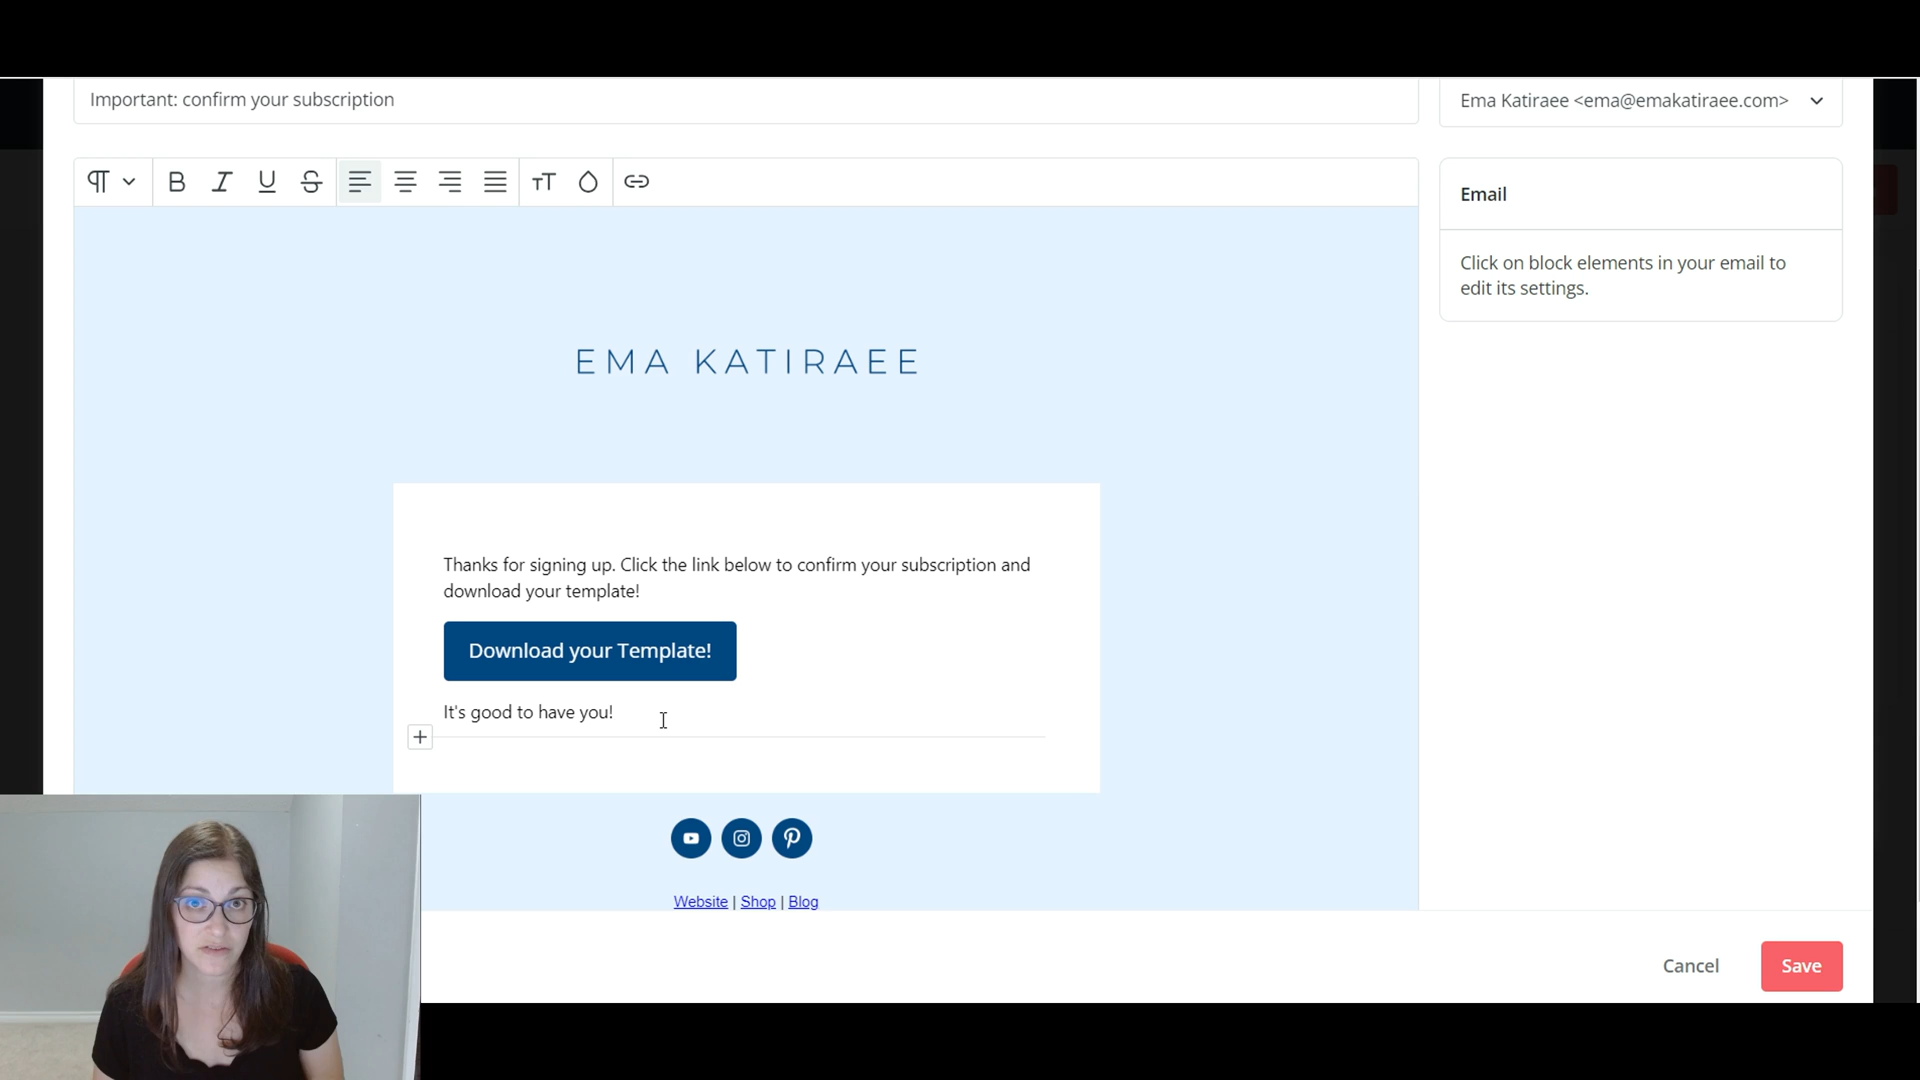 Important: confirm your subscription
Ema Katiraee <ema@emakatiraee.com>
Email
Click on block elements in your email to
edit its settings.
EMA KATIRAEE
Thanks for signing up. Click the link below to confirm your subscription and
download your template!
Download your Template!
It's good to have you!
Website | Shop | Blog
Cancel
Save